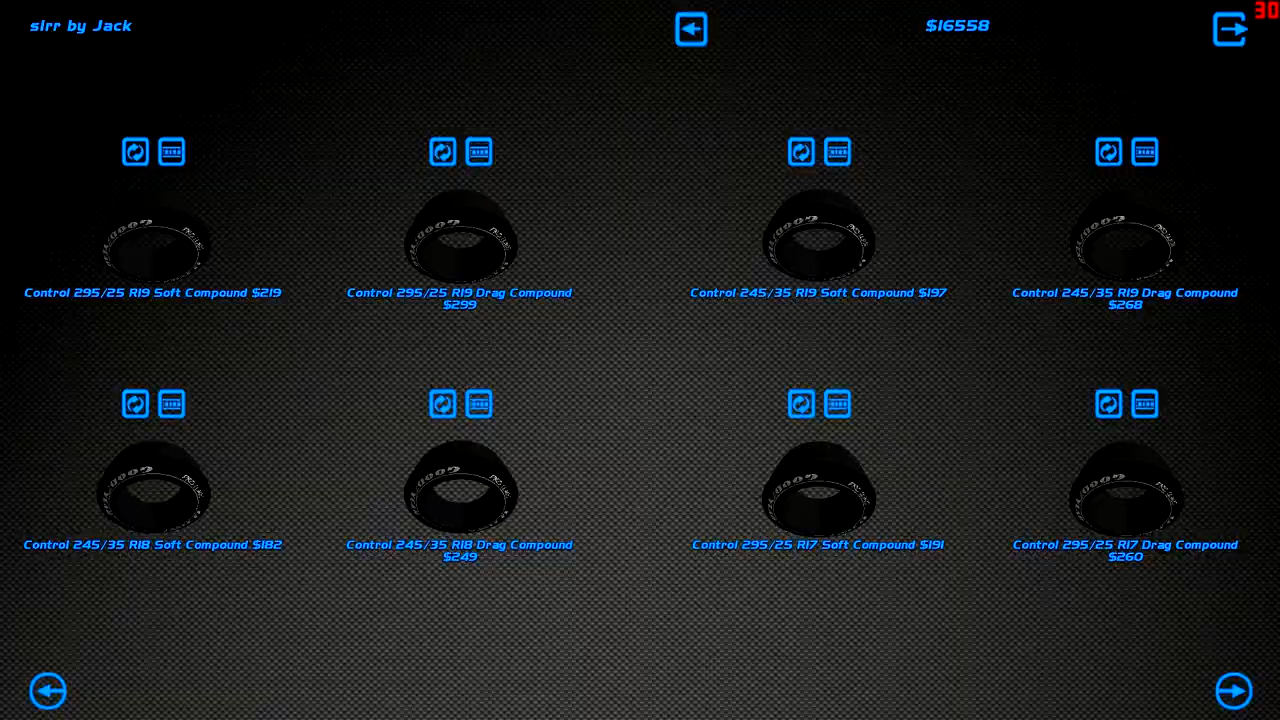 slrr by Jack
$16558
30
Control 295/25 R19 Soft Compound $219
Control 295/25 R19 Drag Compound
$299
Control 245/35 R19 Soft Compound $197
Control 245/35 R19 Drag Compound
$268
Control 245/35 R18 Soft Compound $182
Control 245/35 R18 Drag Compound
$249
Control 295/25 R17 Soft Compound $191
Control 295/25 R17 Drag Compound
$260